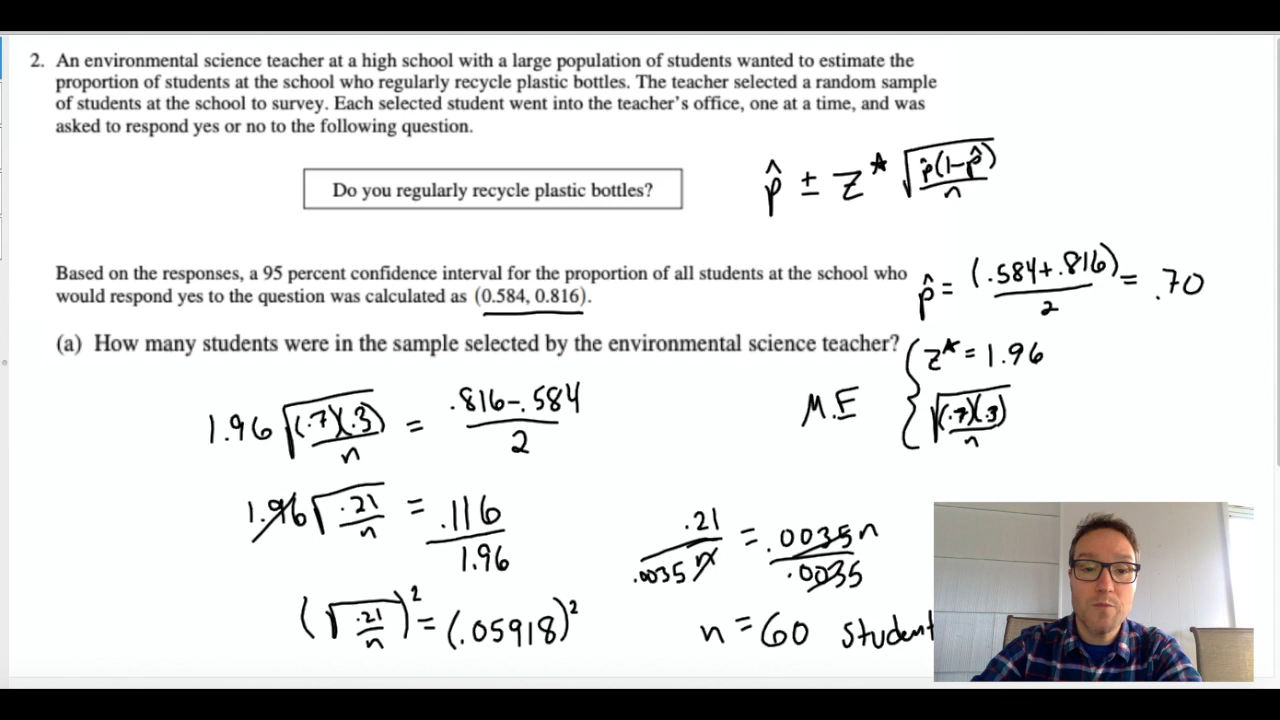 2. An environmental science teacher at a high school with a large population of students wanted to estimate the
proportion of students at the school who regularly recycle plastic bottles. The teacher selected a random sample
of students at the school to survey. Each selected student went into the teacher's office, one at a time, and was
asked to respond yes or no to the following question.
Do you regularly recycle plastic bottles?
p̂ ± z* √(p̂(1-p̂)/n)
Based on the responses, a 95 percent confidence interval for the proportion of all students at the school who
would respond yes to the question was calculated as (0.584, 0.816).
p̂ = (.584+.816)/2 = .70
(a) How many students were in the sample selected by the environmental science teacher?
z* = 1.96
M.E
√((.7)(.3)/n)
1.96 √((.7)(.3)/n) = .816-.584/2
1.96 √(.21/n) = .116/1.96
.21/.0035 n = .0035n/.0035
(√(.21/n))² = (.05918)²
n = 60 student